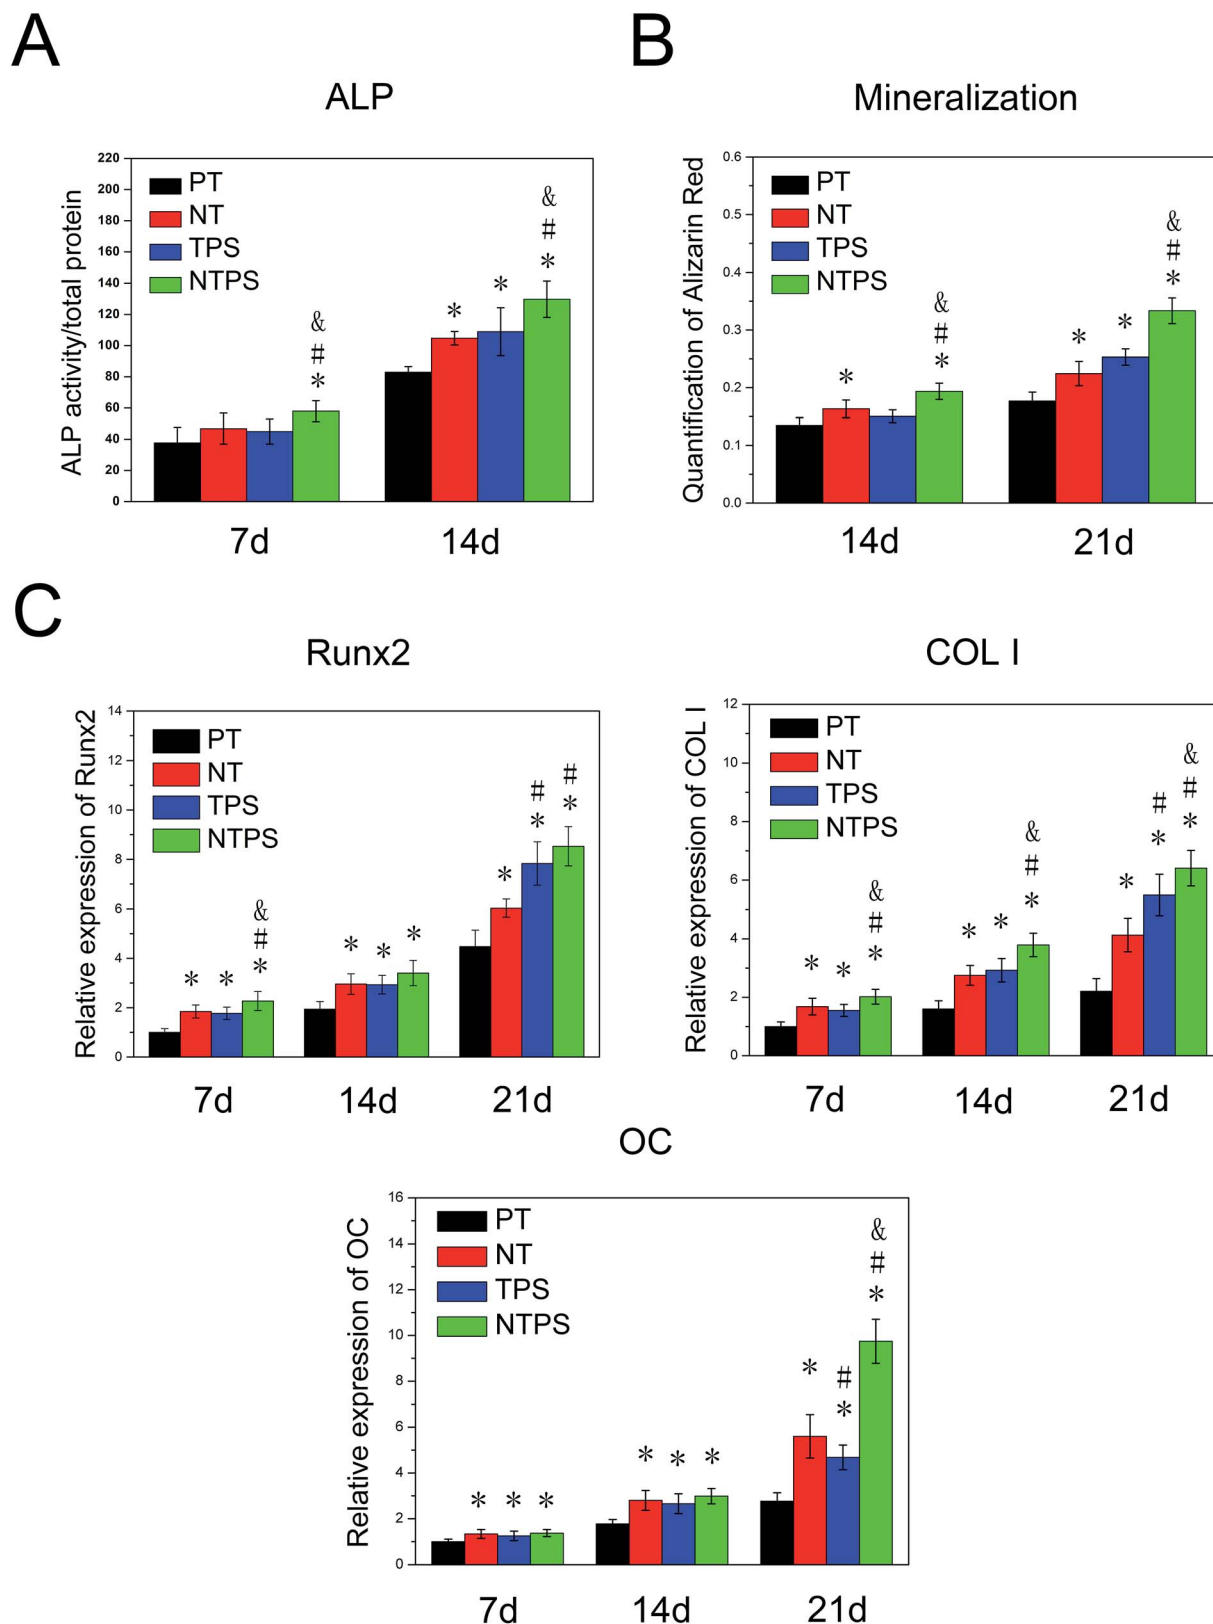 A
B
ALP
Mineralization
ALP activity/total protein
220
200
180
160
140
120
100
80
60
40
20
0
PT
NT
TPS
NTPS
&
#
*
*
*
&
#
*
7d
14d
Quantification of Alizarin Red
0.6
0.5
0.4
0.3
0.2
0.1
0.0
PT
NT
TPS
NTPS
*
&
#
*
*
*
&
#
*
14d
21d
C
Runx2
COL I
Relative expression of Runx2
14
12
10
8
6
4
2
0
PT
NT
TPS
NTPS
*
*
&
#
*
*
*
*
*
#
*
#
*
7d
14d
21d
Relative expression of COL I
12
10
8
6
4
2
0
PT
NT
TPS
NTPS
*
*
&
#
*
*
*
&
#
*
*
#
*
&
#
*
7d
14d
21d
OC
Relative expression of OC
16
14
12
10
8
6
4
2
0
PT
NT
TPS
NTPS
*
*
*
*
*
*
*
#
*
&
#
*
7d
14d
21d